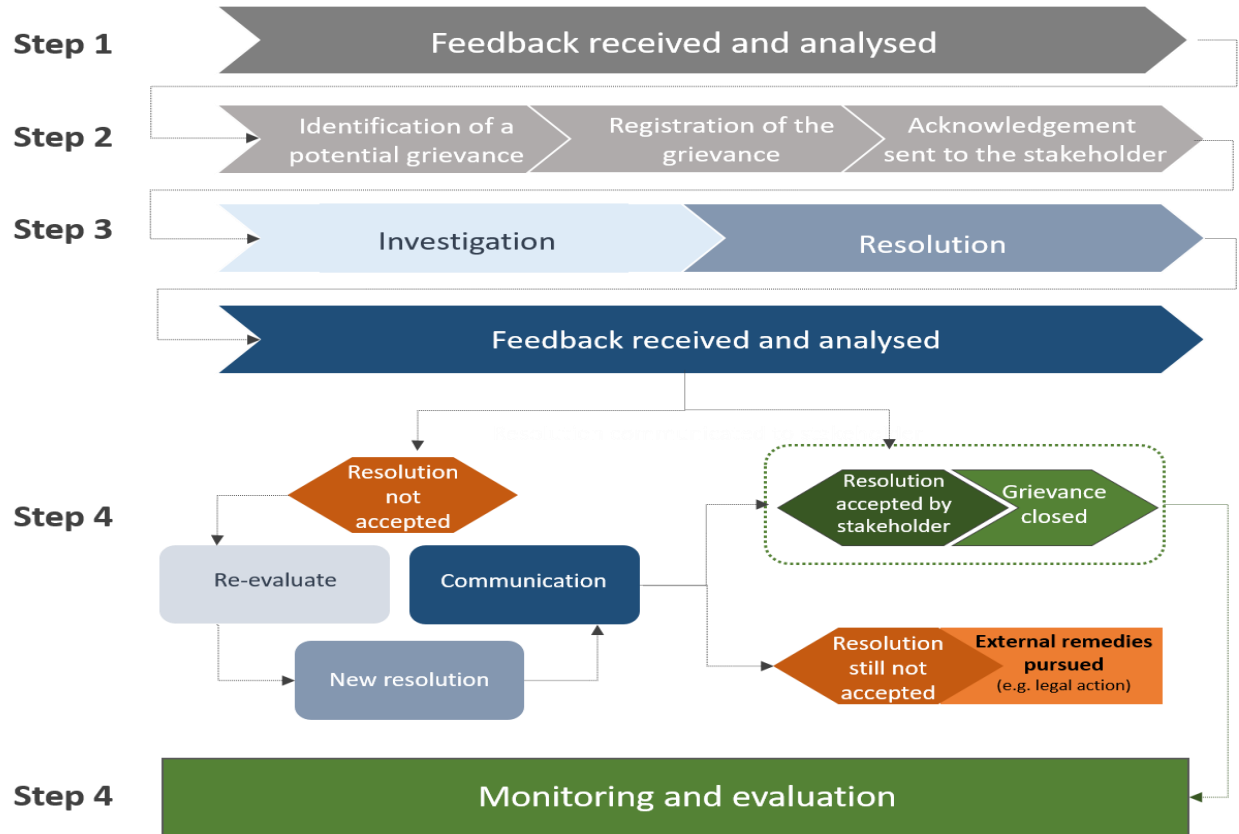 Step 1
Feedback received and analysed
Step 2
Identification of a
potential grievance
Registration of the
grievance
Acknowledgement
sent to the stakeholder
Step 3
Investigation
Resolution
Feedback received and analysed
Step 4
Resolution
not
accepted
Resolution
accepted by
stakeholder
Grievance
closed
Re-evaluate
Communication
New resolution
Resolution
still not
accepted
External remedies
pursued
(e.g. legal action)
Step 4
Monitoring and evaluation